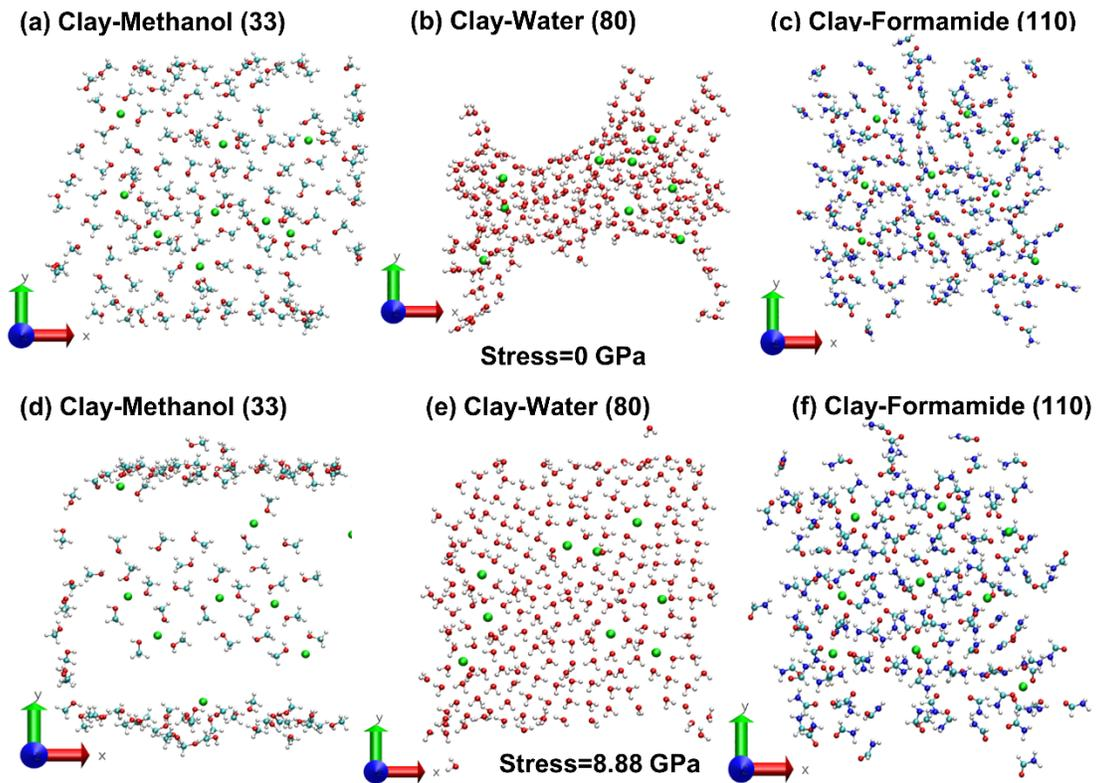 (a) Clay-Methanol (33)
(b) Clay-Water (80)
(c) Clay-Formamide (110)
y
x
y
x
y
x
Stress=0 GPa
(d) Clay-Methanol (33)
(e) Clay-Water (80)
(f) Clay-Formamide (110)
y
x
y
x
y
x
Stress=8.88 GPa